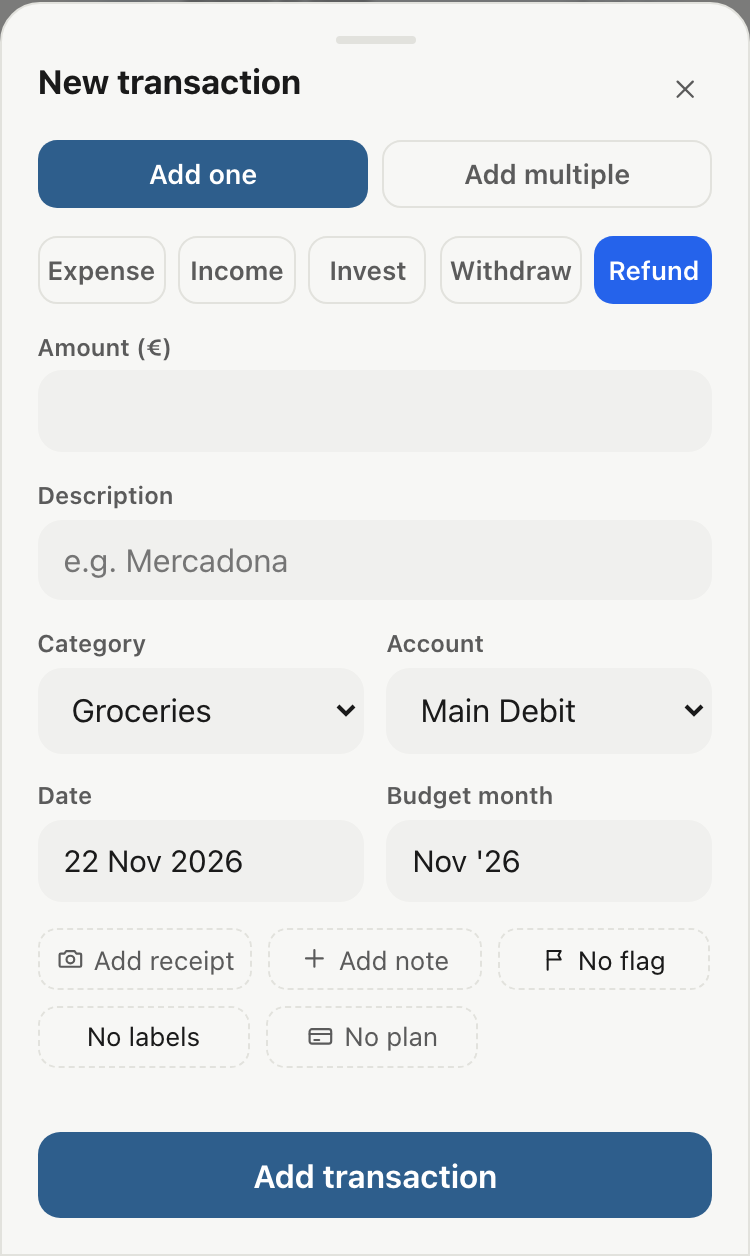 New transaction
Add one Add multiple
Expense Income Invest Withdraw Refund
Amount (€)
Description
e.g. Mercadona
Category Account
Groceries Main Debit
Date Budget month
22 Nov 2026 Nov '26
Add receipt Add note No flag
No labels No plan
Add transaction